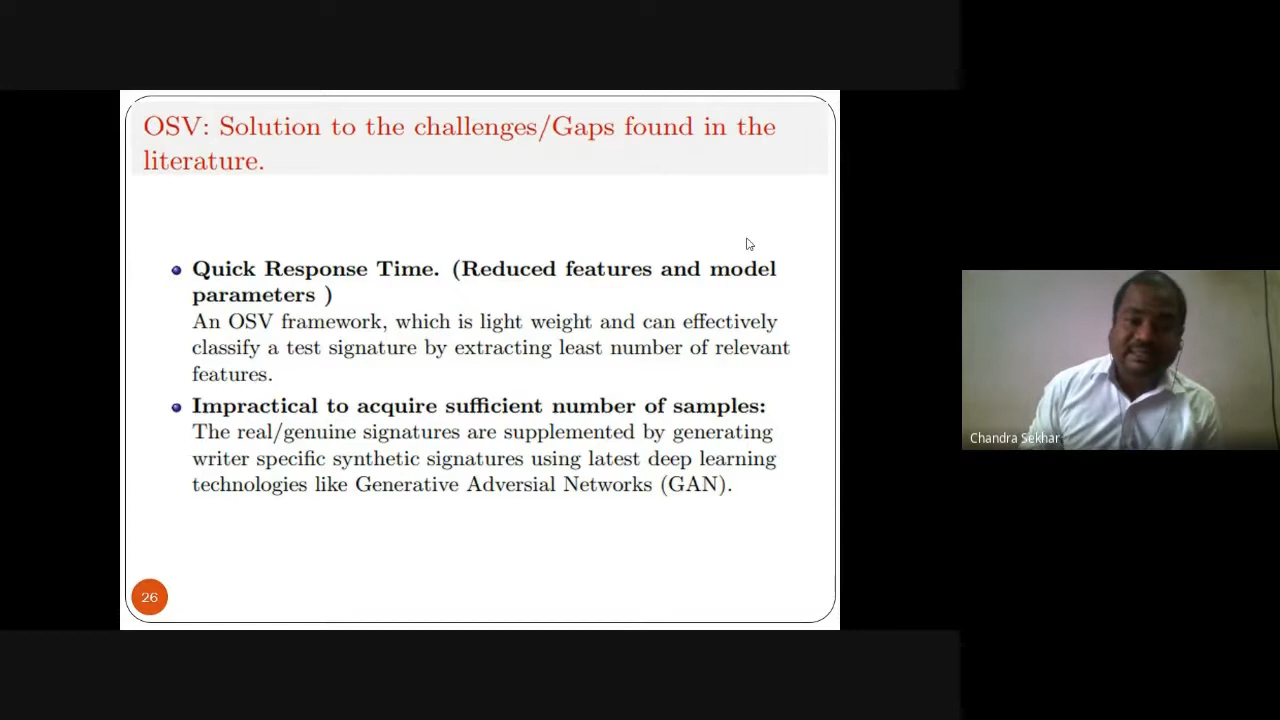 OSV: Solution to the challenges/Gaps found in the
literature.
Quick Response Time. (Reduced features and model
parameters )
An OSV framework, which is light weight and can effectively
classify a test signature by extracting least number of relevant
features.
Impractical to acquire sufficient number of samples:
The real/genuine signatures are supplemented by generating
writer specific synthetic signatures using latest deep learning
technologies like Generative Adversial Networks (GAN).
26
Chandra Sekhar